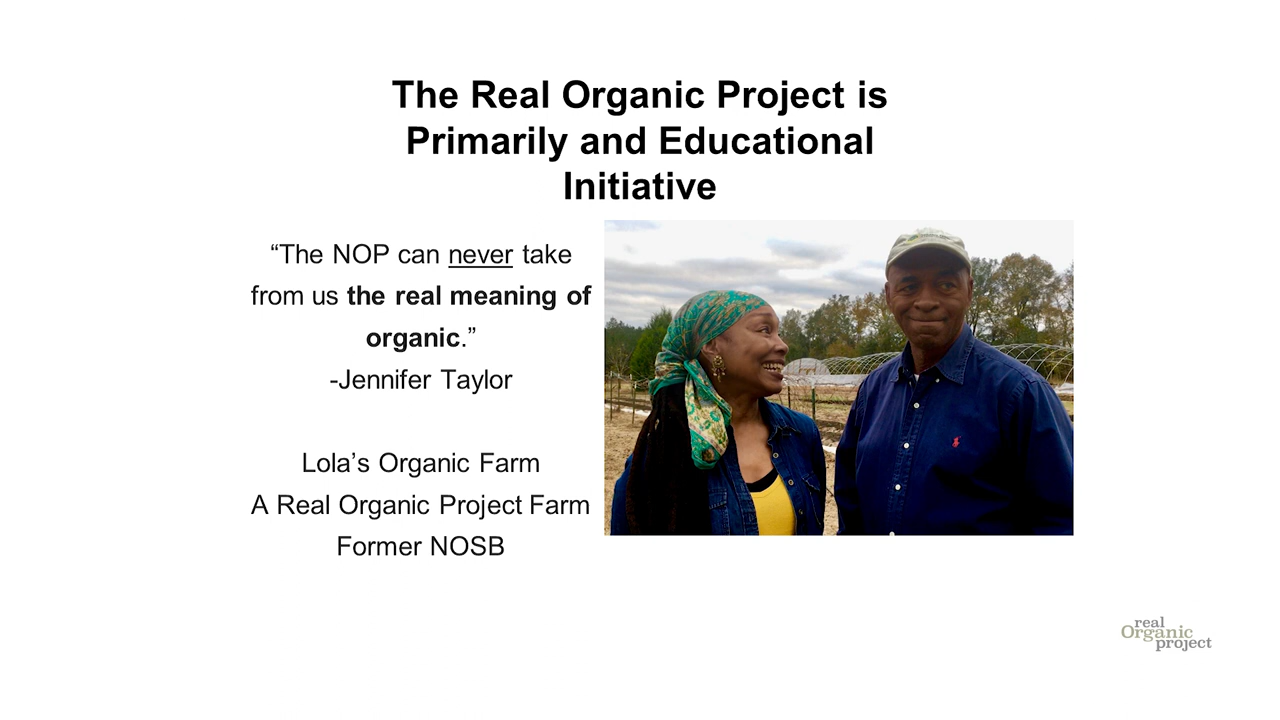 The Real Organic Project is
Primarily and Educational
Initiative
“The NOP can never take
from us the real meaning of
organic.”
-Jennifer Taylor
Lola’s Organic Farm
A Real Organic Project Farm
Former NOSB
real
Organic
project